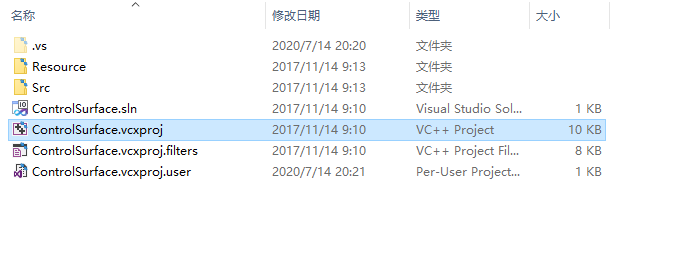 名称 修改日期 类型 大小
.vs 2020/7/14 20:20 文件夹
Resource 2017/11/14 9:13 文件夹
Src 2017/11/14 9:13 文件夹
ControlSurface.sln 2017/11/14 9:10 Visual Studio Sol... 1 KB
ControlSurface.vcxproj 2017/11/14 9:10 VC++ Project 10 KB
ControlSurface.vcxproj.filters 2017/11/14 9:10 VC++ Project Fil... 8 KB
ControlSurface.vcxproj.user 2020/7/14 20:21 Per-User Project... 1 KB